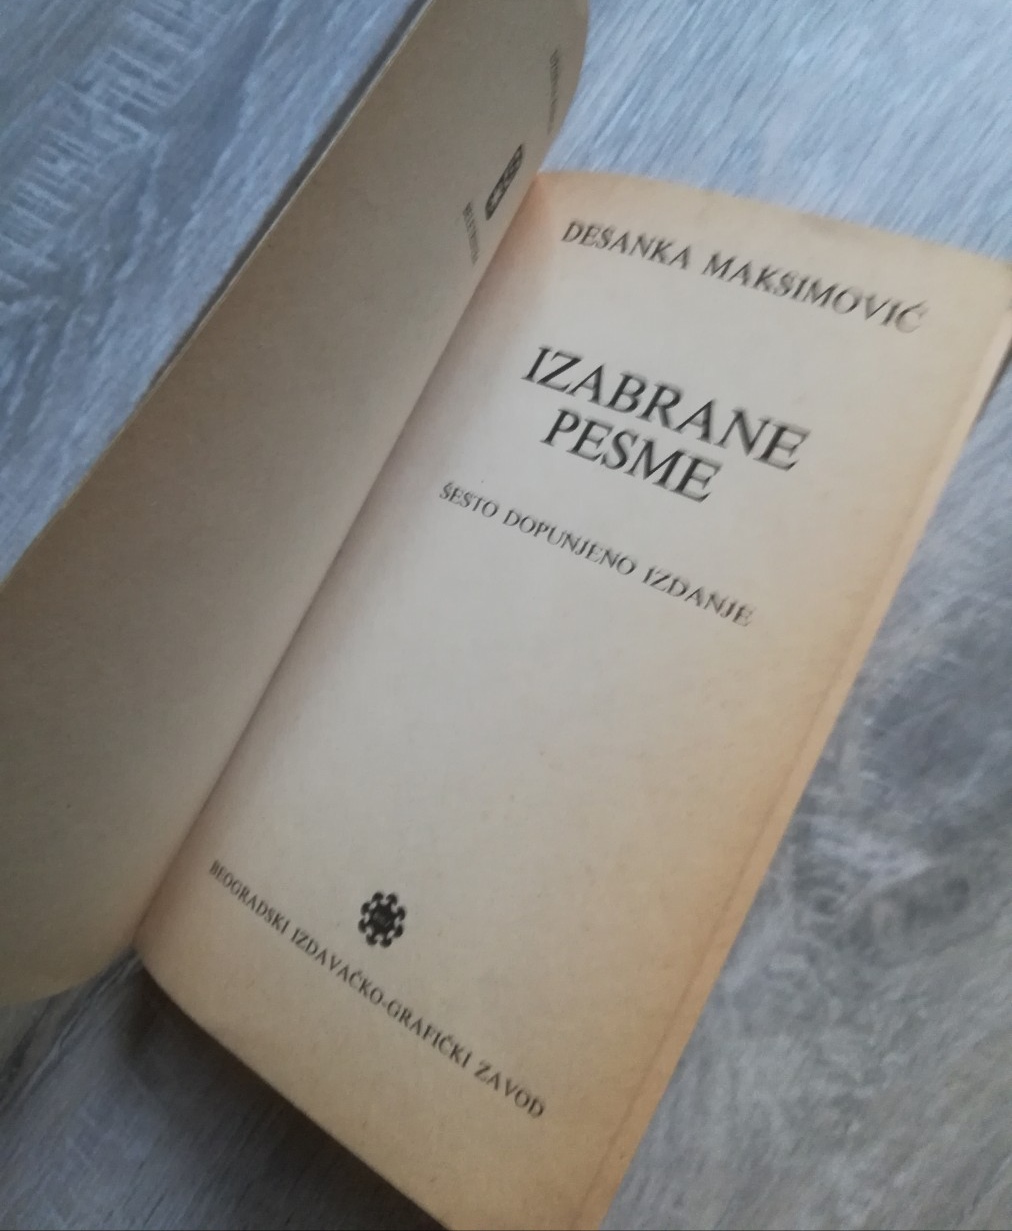 DESANKA MAKSIMOVIĆ
IZABRANE
PESME
ŠESTO DOPUNJENO IZDANJE
BEOGRADSKI IZDAVAČKO-GRAFIČKI ZAVOD